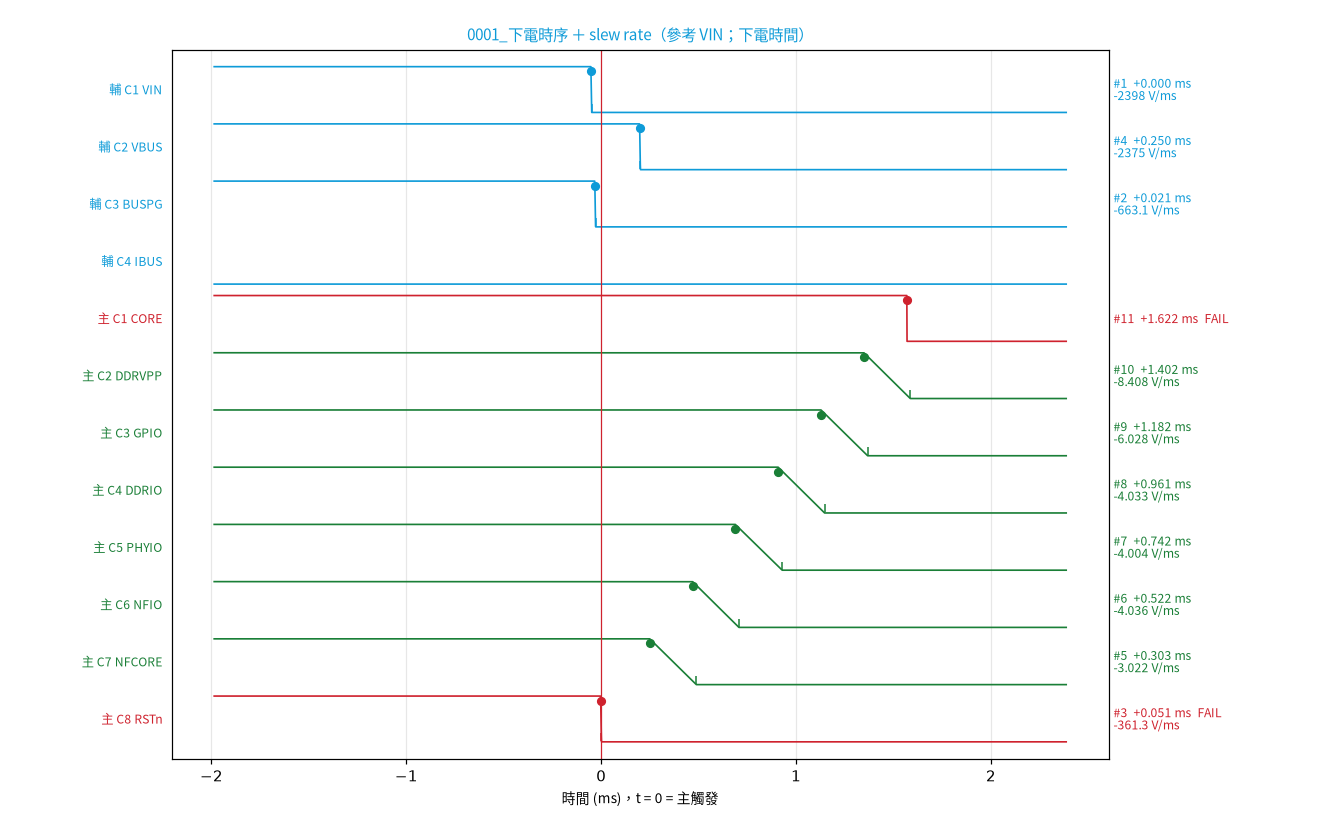 0001_下電時序 + slew rate（參考 VIN；下電時間）
輔 C1 VIN
#1 +0.000 ms
-2398 V/ms
輔 C2 VBUS
#4 +0.250 ms
-2375 V/ms
輔 C3 BUSPG
#2 +0.021 ms
-663.1 V/ms
輔 C4 IBUS
主 C1 CORE
#11 +1.622 ms FAIL
主 C2 DDRVPP
#10 +1.402 ms
-8.408 V/ms
主 C3 GPIO
#9 +1.182 ms
-6.028 V/ms
主 C4 DDRIO
#8 +0.961 ms
-4.033 V/ms
主 C5 PHYIO
#7 +0.742 ms
-4.004 V/ms
主 C6 NFIO
#6 +0.522 ms
-4.036 V/ms
主 C7 NFCORE
#5 +0.303 ms
-3.022 V/ms
主 C8 RSTn
#3 +0.051 ms FAIL
-361.3 V/ms
−2 −1 0 1 2
時間 (ms)，t = 0 = 主觸發